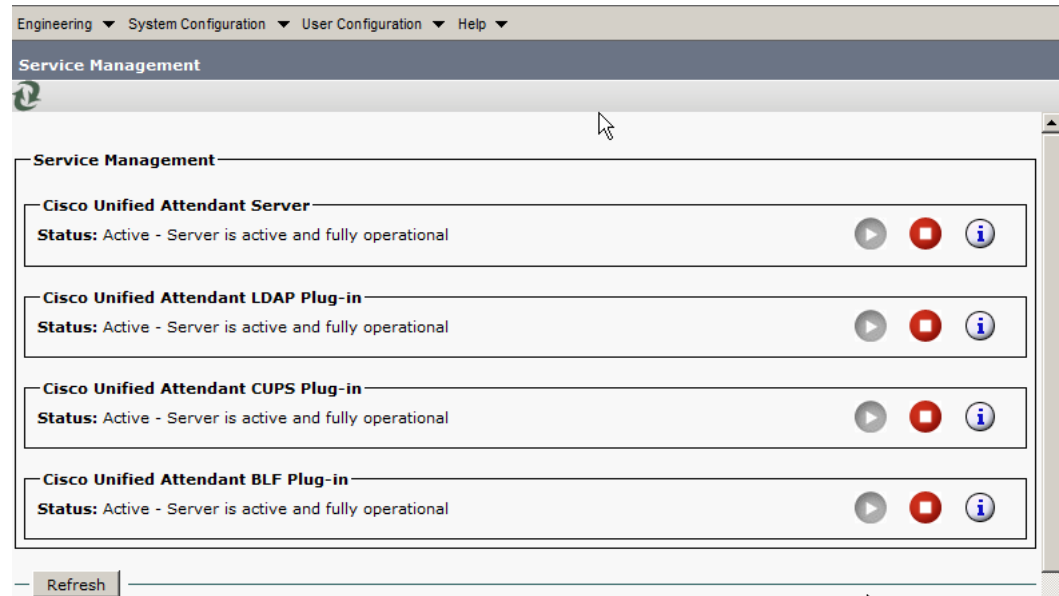 Engineering System Configuration User Configuration Help
Service Management
Service Management
Cisco Unified Attendant Server
Status: Active - Server is active and fully operational
Cisco Unified Attendant LDAP Plug-in
Status: Active - Server is active and fully operational
Cisco Unified Attendant CUPS Plug-in
Status: Active - Server is active and fully operational
Cisco Unified Attendant BLF Plug-in
Status: Active - Server is active and fully operational
Refresh